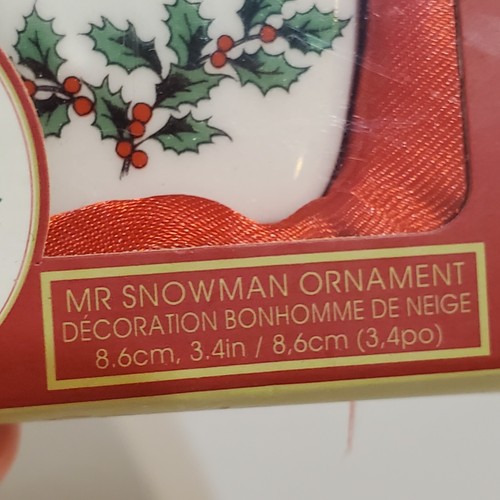 MR SNOWMAN ORNAMENT
DÉCORATION BONHOMME DE NEIGE
8.6cm, 3.4in / 8,6cm (3,4po)